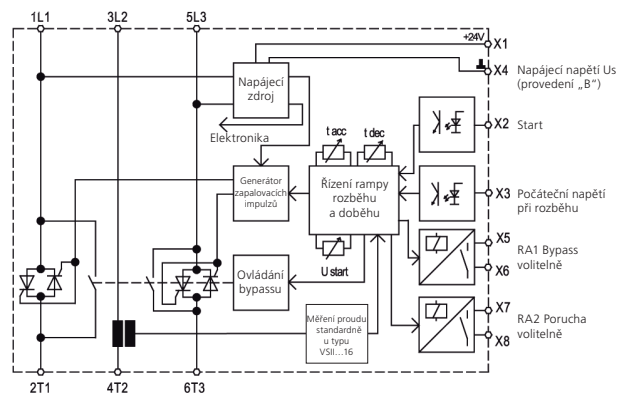 1L1
3L2
5L3
+24V
X1
X4
Napájecí napětí Us
(provedení „B")
Napájecí
zdroj
X2
Start
Elektronika
t acc
t dec
Generátor
zapalovacích
impulzů
Řízení rampy
rozběhu
a doběhu
X3
Počáteční napětí
při rozběhu
U start
Ovládání
bypassu
X5
X6
RA1 Bypass
volitelně
Měření proudu
standardně
u typu
VSII...16
X7
X8
RA2 Porucha
volitelně
2T1
4T2
6T3